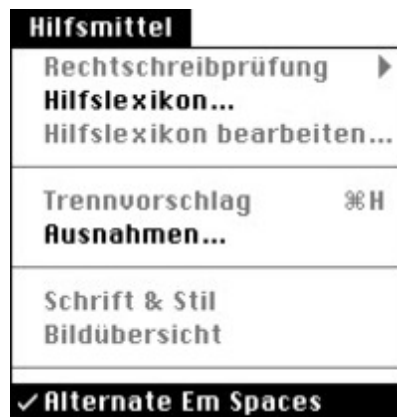 Hilfsmittel
Rechtschreibprüfung ▶
Hilfslexikon...
Hilfslexikon bearbeiten...
Trennvorschlag ⌘H
Ausnahmen...
Schrift & Stil
Bildübersicht
✓ Alternate Em Spaces